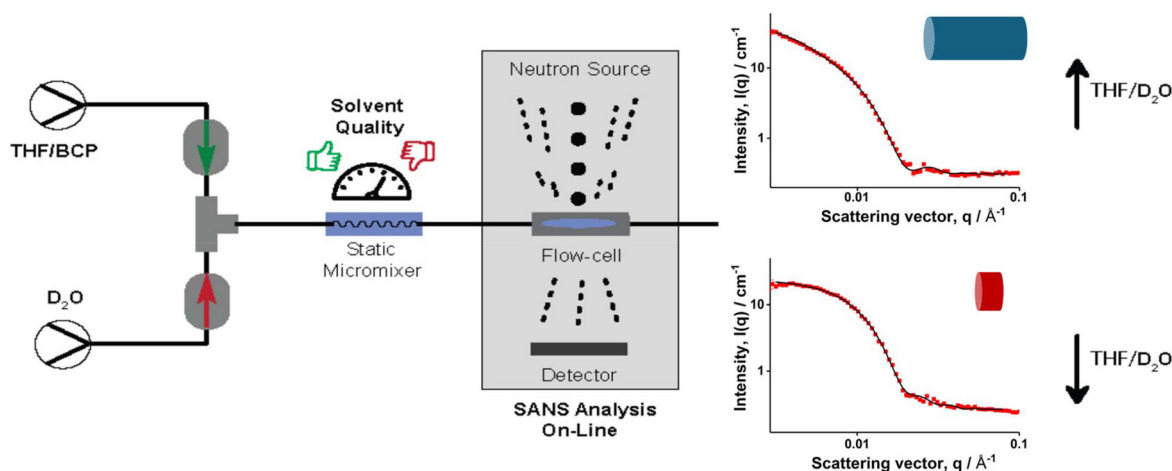 THF/BCP
D₂O
Solvent
Quality
Static
Micromixer
Neutron Source
Flow-cell
Detector
SANS Analysis
On-Line
Intensity, I(q) / cm⁻¹
10
1
0.01
0.1
Scattering vector, q / Å⁻¹
THF/D₂O
Intensity, I(q) / cm⁻¹
10
1
0.01
0.1
Scattering vector, q / Å⁻¹
THF/D₂O